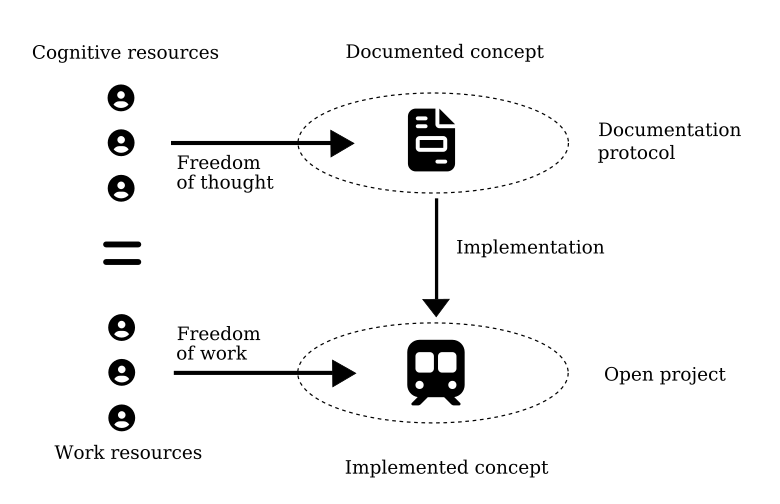 Cognitive resources
Documented concept
Documentation
protocol
Freedom
of thought
Implementation
Freedom
of work
Open project
Work resources
Implemented concept